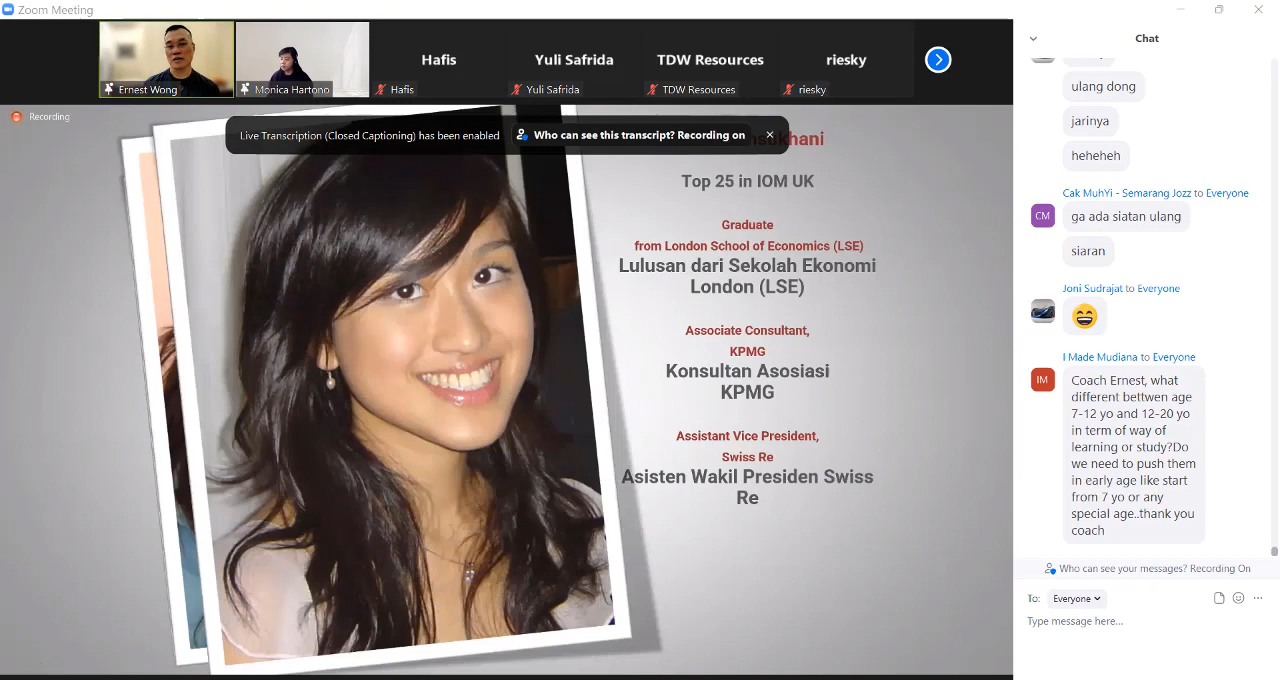 Zoom Meeting
Hafis
Yuli Safrida
TDW Resources
riesky
Ernest Wong
Monica Hartono
Hafis
Yuli Safrida
TDW Resources
riesky
Recording
Live Transcription (Closed Captioning) has been enabled
Who can see this transcript? Recording on
Top 25 in IOM UK
Graduate
from London School of Economics (LSE)
Lulusan dari Sekolah Ekonomi
London (LSE)
Associate Consultant,
KPMG
Konsultan Asosiasi
KPMG
Assistant Vice President,
Swiss Re
Asisten Wakil Presiden Swiss
Re
Chat
ulang dong
jarinya
heheheh
Cak MuhYi - Semarang Jozz to Everyone
CM
ga ada siatan ulang
siaran
Joni Sudrajat to Everyone
I Made Mudiana to Everyone
IM
Coach Ernest, what
different bettwen age
7-12 yo and 12-20 yo
in term of way of
learning or study?Do
we need to push them
in early age like start
from 7 yo or any
special age..thank you
coach
Who can see your messages? Recording On
To:
Everyone
Type message here...